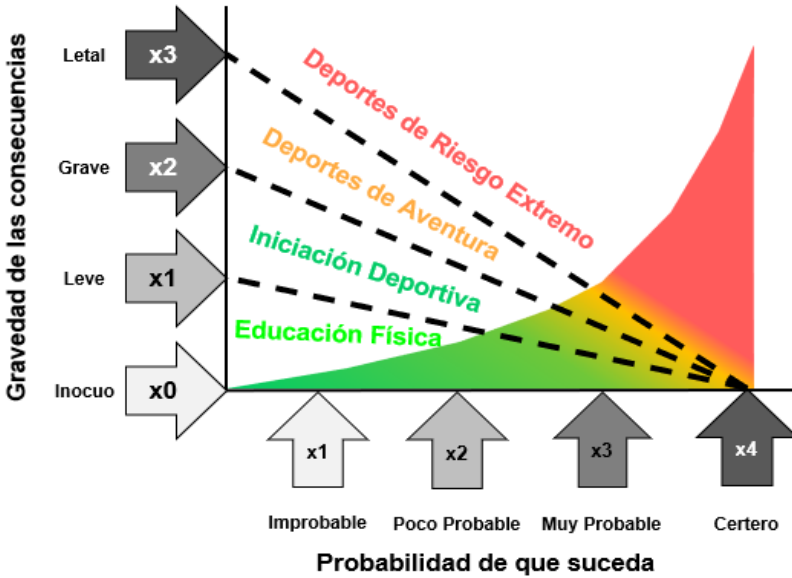 Gravedad de las consecuencias
Letal
x3
Grave
x2
Leve
x1
Inocuo
x0
Deportes de Riesgo Extremo
Deportes de Aventura
Iniciación Deportiva
Educación Física
x1
x2
x3
x4
Improbable
Poco Probable
Muy Probable
Certero
Probabilidad de que suceda